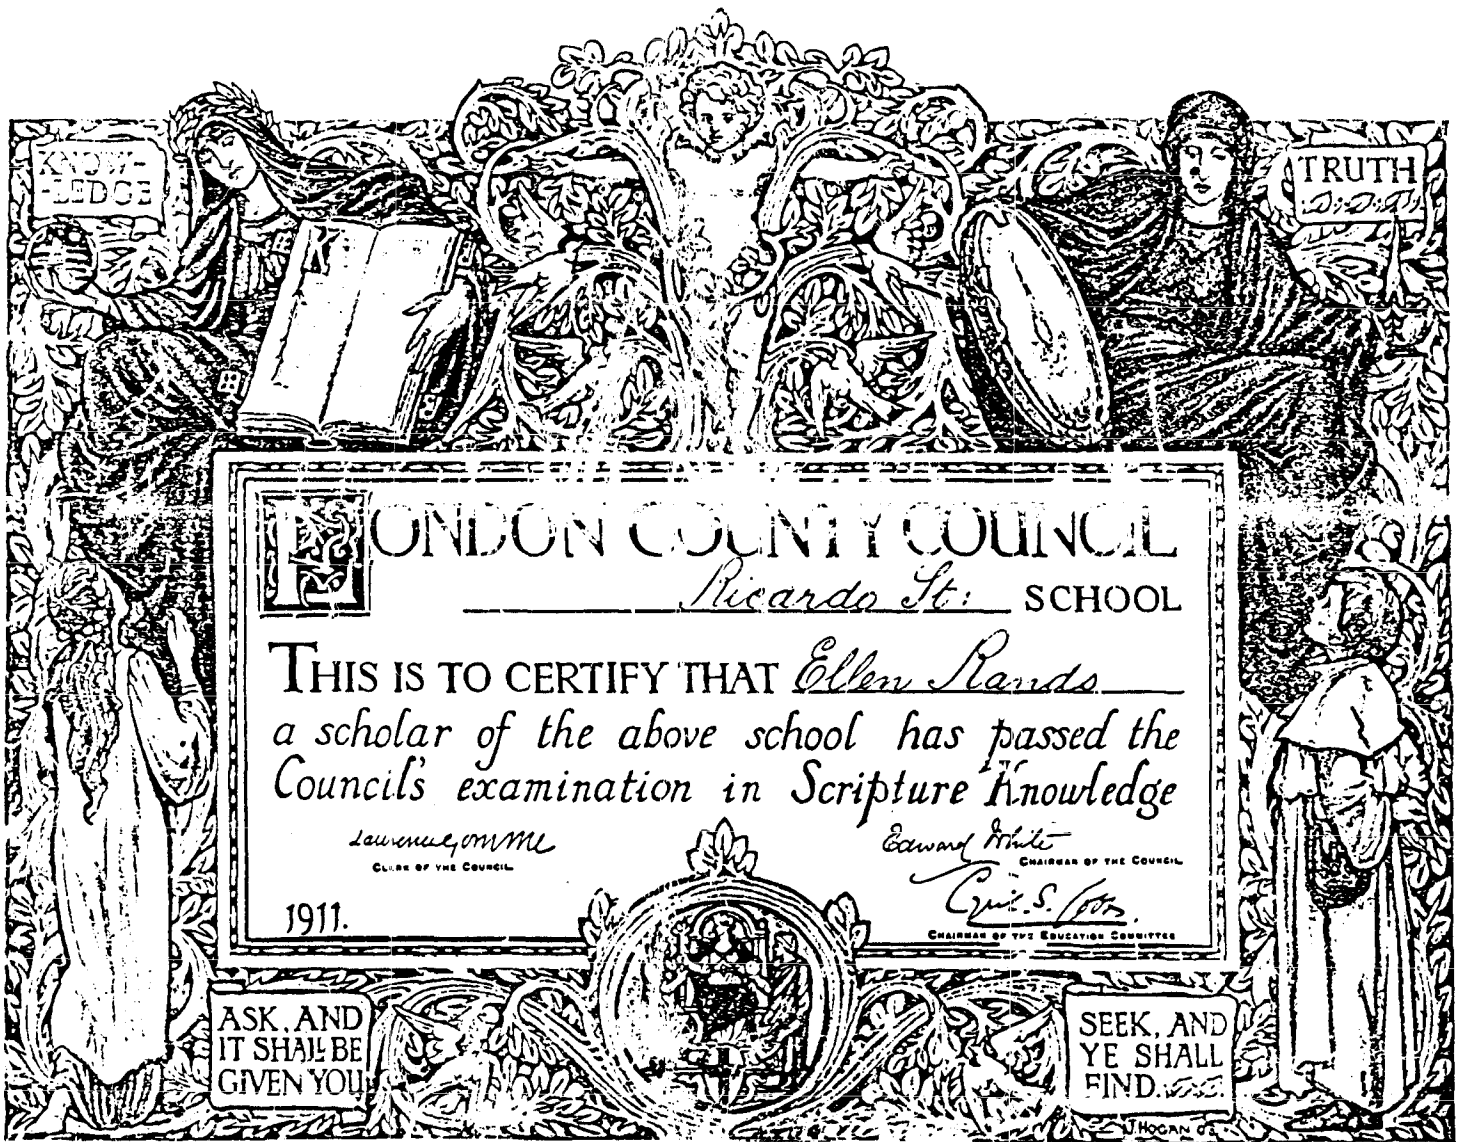 KNOW-
-LEDGE
TRUTH
K
LONDON COUNTY COUNCIL
Ricardo St: SCHOOL
THIS IS TO CERTIFY THAT Ellen Rands
a scholar of the above school has passed the
Council's examination in Scripture Knowledge
Edward White
CLERK OF THE COUNCIL
CHAIRMAN OF THE COUNCIL
Cyril S. Cobb.
1911.
CHAIRMAN OF THE EDUCATION COMMITTEE
ASK, AND
IT SHALL BE
GIVEN YOU
SEEK, AND
YE SHALL
FIND.
J HOGAN